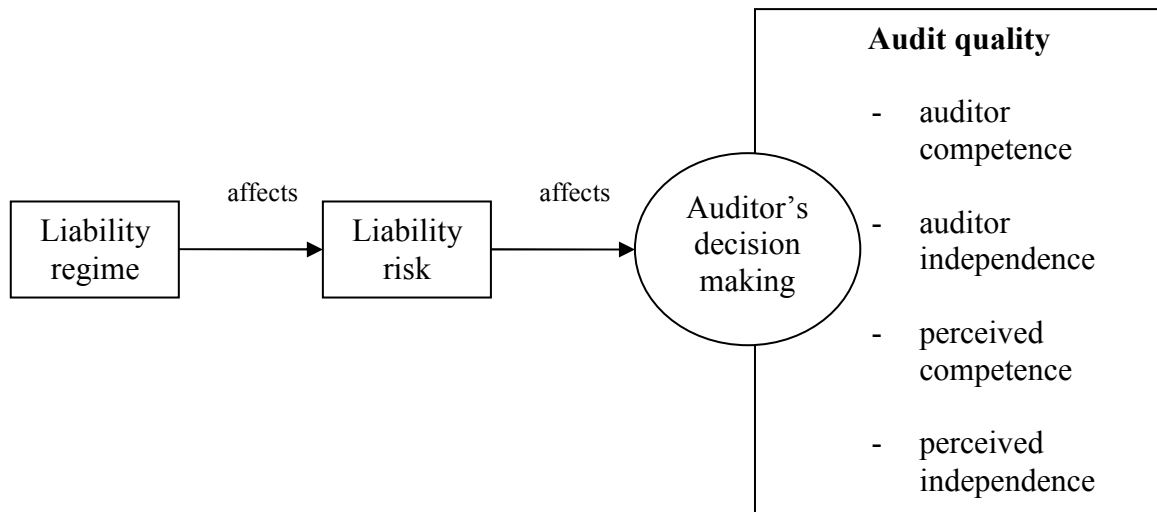 Audit quality
- auditor
competence
- auditor
independence
- perceived
competence
- perceived
independence
affects
affects
Liability
regime
Liability
risk
Auditor’s
decision
making